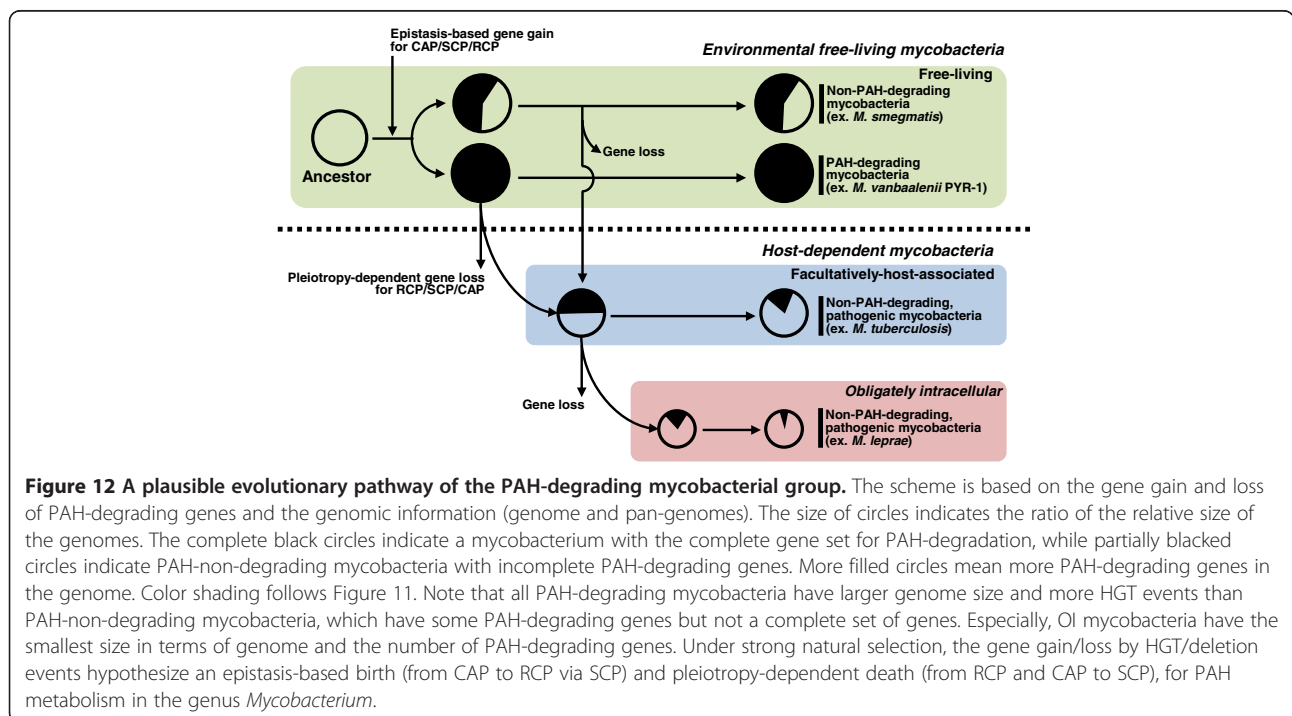 Epistasis-based gene gain
for CAP/SCP/RCP
Environmental free-living mycobacteria
Free-living
Non-PAH-degrading
mycobacteria
(ex. M. smegmatis)
Gene loss
Ancestor
PAH-degrading
mycobacteria
(ex. M. vanbaalenii PYR-1)
Host-dependent mycobacteria
Pleiotropy-dependent gene loss
for RCP/SCP/CAP
Facultatively-host-associated
Non-PAH-degrading,
pathogenic mycobacteria
(ex. M. tuberculosis)
Gene loss
Obligately intracellular
Non-PAH-degrading,
pathogenic mycobacteria
(ex. M. leprae)
Figure 12 A plausible evolutionary pathway of the PAH-degrading mycobacterial group. The scheme is based on the gene gain and loss
of PAH-degrading genes and the genomic information (genome and pan-genomes). The size of circles indicates the ratio of the relative size of
the genomes. The complete black circles indicate a mycobacterium with the complete gene set for PAH-degradation, while partially blacked
circles indicate PAH-non-degrading mycobacteria with incomplete PAH-degrading genes. More filled circles mean more PAH-degrading genes in
the genome. Color shading follows Figure 11. Note that all PAH-degrading mycobacteria have larger genome size and more HGT events than
PAH-non-degrading mycobacteria, which have some PAH-degrading genes but not a complete set of genes. Especially, OI mycobacteria have the
smallest size in terms of genome and the number of PAH-degrading genes. Under strong natural selection, the gene gain/loss by HGT/deletion
events hypothesize an epistasis-based birth (from CAP to RCP via SCP) and pleiotropy-dependent death (from RCP and CAP to SCP), for PAH
metabolism in the genus Mycobacterium.